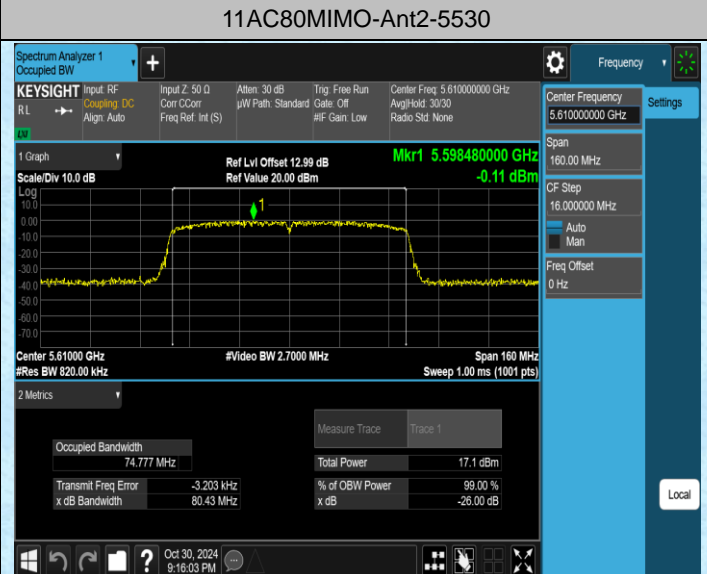 11AC80MIMO-Ant2-5530
Spectrum Analyzer 1
Occupied BW
+
Frequency
KEYSIGHT
RL
LXI
Input: RF
Coupling: DC
Align: Auto
Input Z: 50 Ω
Corr CCorr
Freq Ref: Int (S)
Atten: 30 dB
µW Path: Standard
Trig: Free Run
Gate: Off
#IF Gain: Low
Center Freq: 5.610000000 GHz
Avg|Hold: 30/30
Radio Std: None
Center Frequency
5.610000000 GHz
Settings
Span
160.00 MHz
CF Step
16.000000 MHz
Auto
Man
Freq Offset
0 Hz
1 Graph
Scale/Div 10.0 dB
Ref Lvl Offset 12.99 dB
Ref Value 20.00 dBm
Mkr1 5.598480000 GHz
-0.11 dBm
Log
10.0
0.00
-10.0
-20.0
-30.0
-40.0
-50.0
-60.0
-70.0
1
Center 5.61000 GHz
#Video BW 2.7000 MHz
Span 160 MHz
#Res BW 820.00 kHz
Sweep 1.00 ms (1001 pts)
2 Metrics
Measure Trace
Trace 1
Occupied Bandwidth
74.777 MHz
Total Power
17.1 dBm
Transmit Freq Error
-3.203 kHz
% of OBW Power
99.00 %
x dB Bandwidth
80.43 MHz
x dB
-26.00 dB
Local
?
Oct 30, 2024
9:16:03 PM